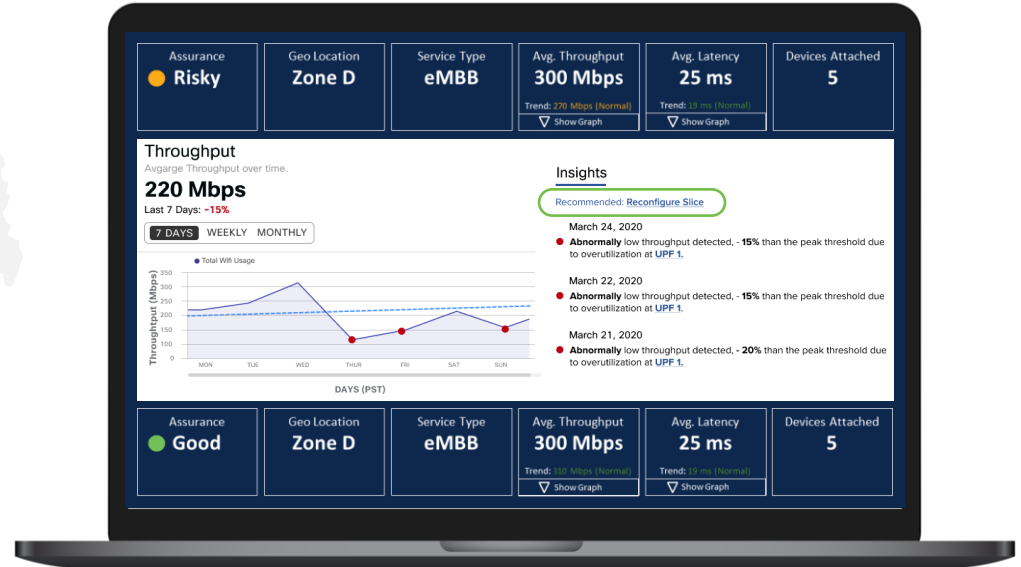 Assurance
Risky
Geo Location
Zone D
Service Type
eMBB
Avg. Throughput
300 Mbps
Trend: 270 Mbps (Normal)
Show Graph
Avg. Latency
25 ms
Trend: 19 ms (Normal)
Show Graph
Devices Attached
5
Throughput
Avgarge Throughput over time.
220 Mbps
Last 7 Days: -15%
7 DAYS WEEKLY MONTHLY
Total Wifi Usage
Throughtput (Mbps)
350
300
250
200
150
100
0
MON TUE WED THUR FRI SAT SUN
DAYS (PST)
Insights
Recommended: Reconfigure Slice
March 24, 2020
Abnormally low throughput detected, - 15% than the peak threshold due
to overutilization at UPF 1.
March 22, 2020
Abnormally low throughput detected, - 15% than the peak threshold due
to overutilization at UPF 1.
March 21, 2020
Abnormally low throughput detected, - 20% than the peak threshold due
to overutilization at UPF 1.
Assurance
Good
Geo Location
Zone D
Service Type
eMBB
Avg. Throughput
300 Mbps
Trend: 310 Mbps (Normal)
Show Graph
Avg. Latency
25 ms
Trend: 19 ms (Normal)
Show Graph
Devices Attached
5